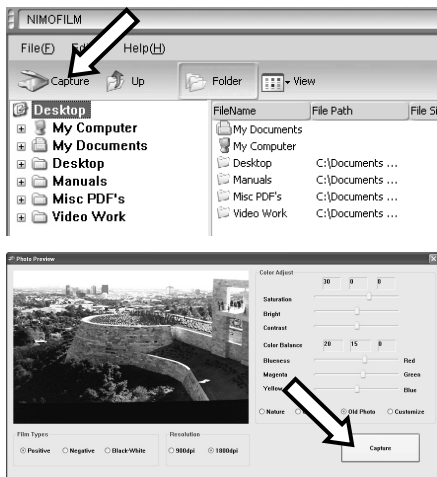 NIMOFILM
File(F) Help(H)
Capture Up Folder View
Desktop
My Computer
My Documents
Desktop
Manuals
Misc PDF's
Video Work
FileName File Path File Si
My Documents
My Computer
Desktop C:\Documents ...
Manuals C:\Documents ...
Misc PDF's C:\Documents ...
Video Work C:\Documents ...
Photo Preview
Color Adjust
30 0 0
Saturation
Bright
Contrast
Color Balance 20 15 0
Blueness Red
Magenta Green
Yellow Blue
Nature Old Photo Customize
Film Types
Positive Negative Black-White
Resolution
900dpi 1800dpi
Capture